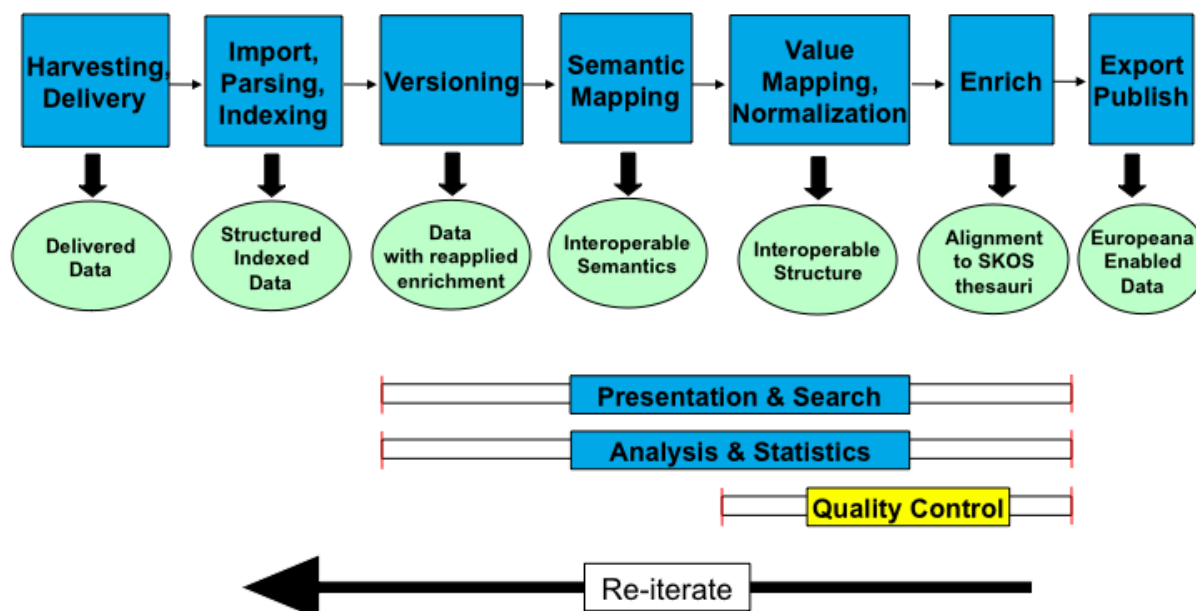 Harvesting,
Delivery
Import,
Parsing,
Indexing
Versioning
Semantic
Mapping
Value
Mapping,
Normalization
Enrich
Export
Publish
Delivered
Data
Structured
Indexed
Data
Data
with reapplied
enrichment
Interoperable
Semantics
Interoperable
Structure
Alignment
to SKOS
thesauri
Europeana
Enabled
Data
Presentation & Search
Analysis & Statistics
Quality Control
Re-iterate